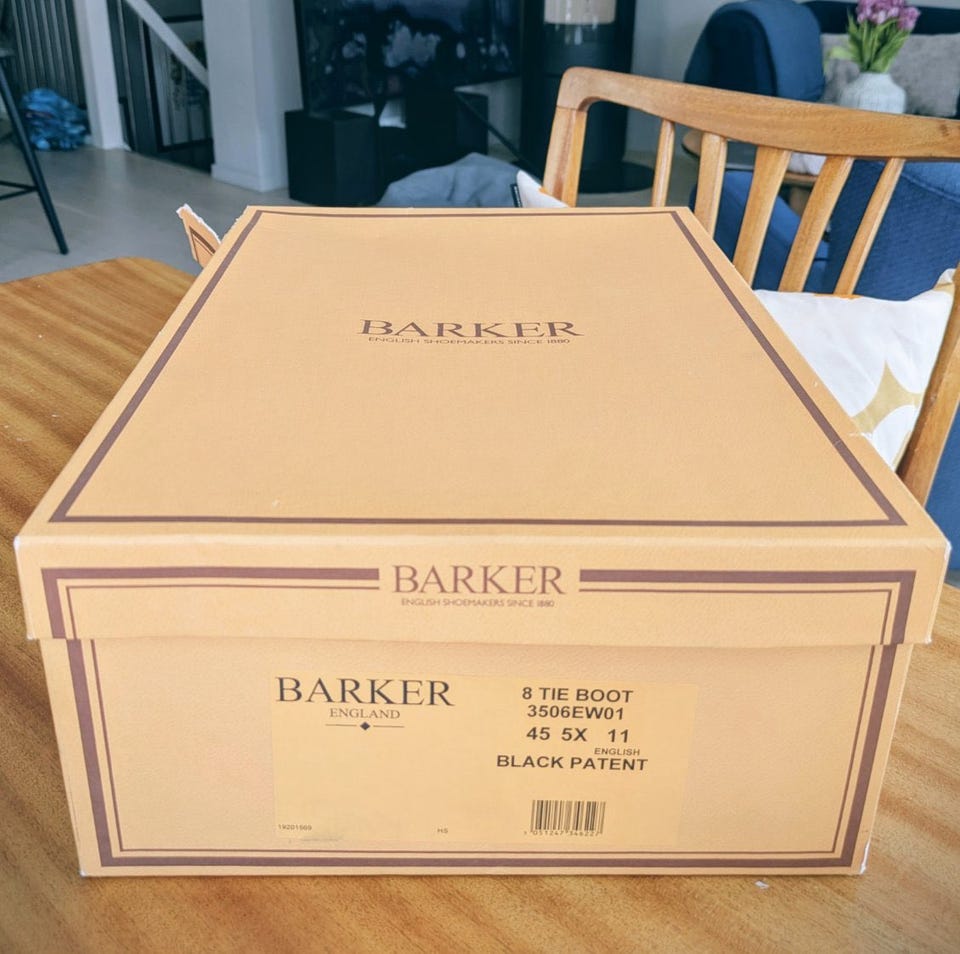 BARKER
ENGLISH SHOEMAKERS SINCE 1880
BARKER
ENGLISH SHOEMAKERS SINCE 1880
BARKER
ENGLAND
8 TIE BOOT
3506EW01
45 5X 11
ENGLISH
BLACK PATENT
19201569
HS